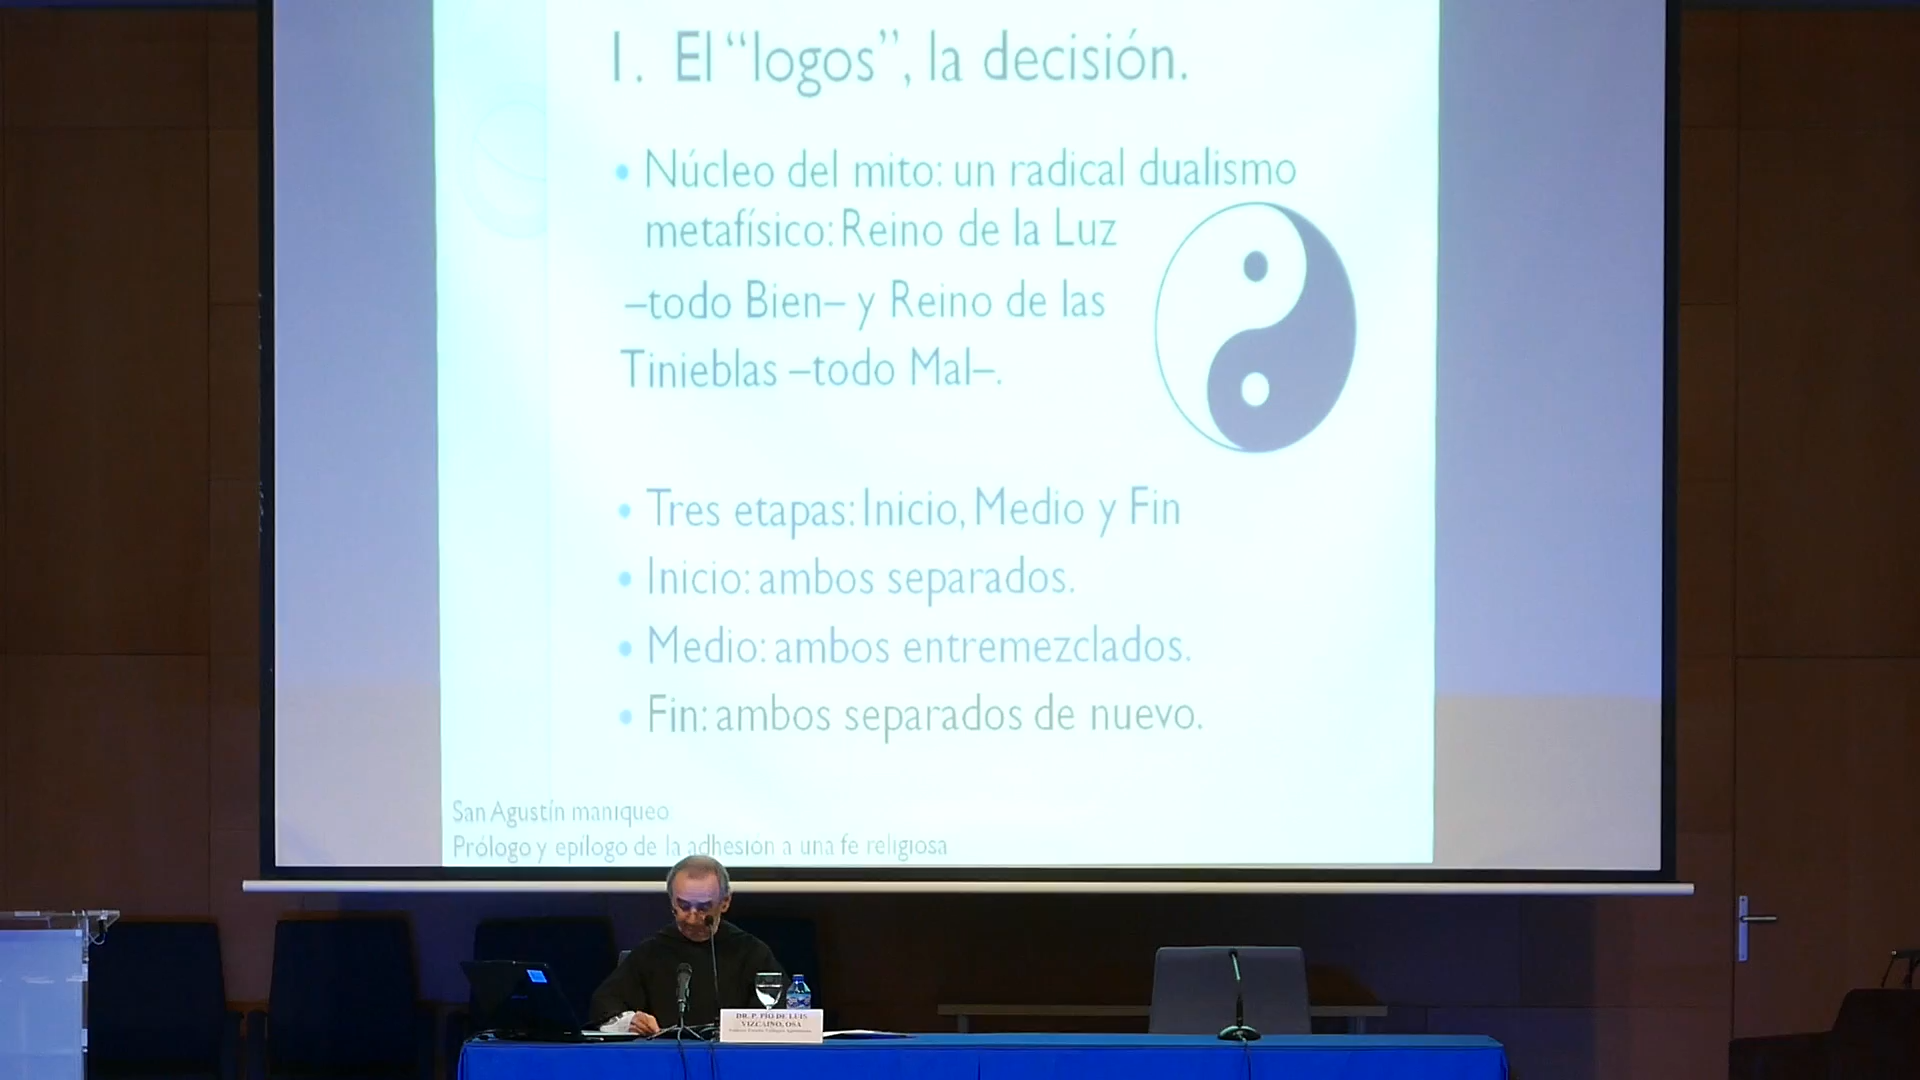 1. El “logos”, la decisión.
• Núcleo del mito: un radical dualismo
metafísico: Reino de la Luz
–todo Bien– y Reino de las
Tinieblas –todo Mal–.
• Tres etapas: Inicio, Medio y Fin
• Inicio: ambos separados.
• Medio: ambos entremezclados.
• Fin: ambos separados de nuevo.
San Agustín maniqueo
Prólogo y epílogo de la adhesion a una fe religiosa
DR. P. PÍO DE LUIS
VIZCAÍNO, OSA